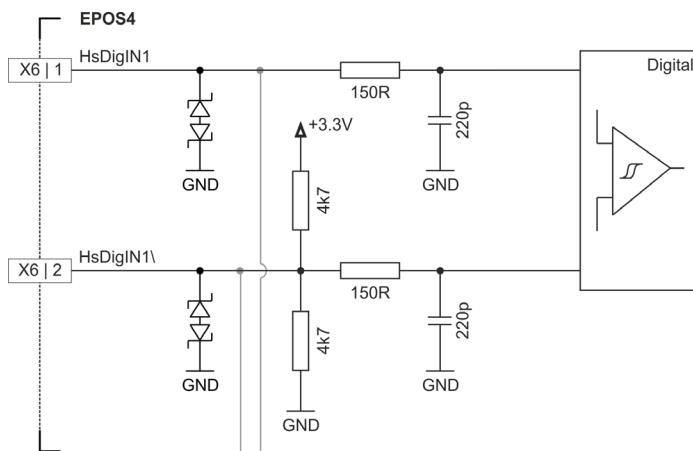 EPOS4
X6 | 1
HsDigIN1
Digital
150R
+3.3V
220p
GND
4k7
GND
X6 | 2
HsDigIN1\
150R
4k7
220p
GND
GND
GND